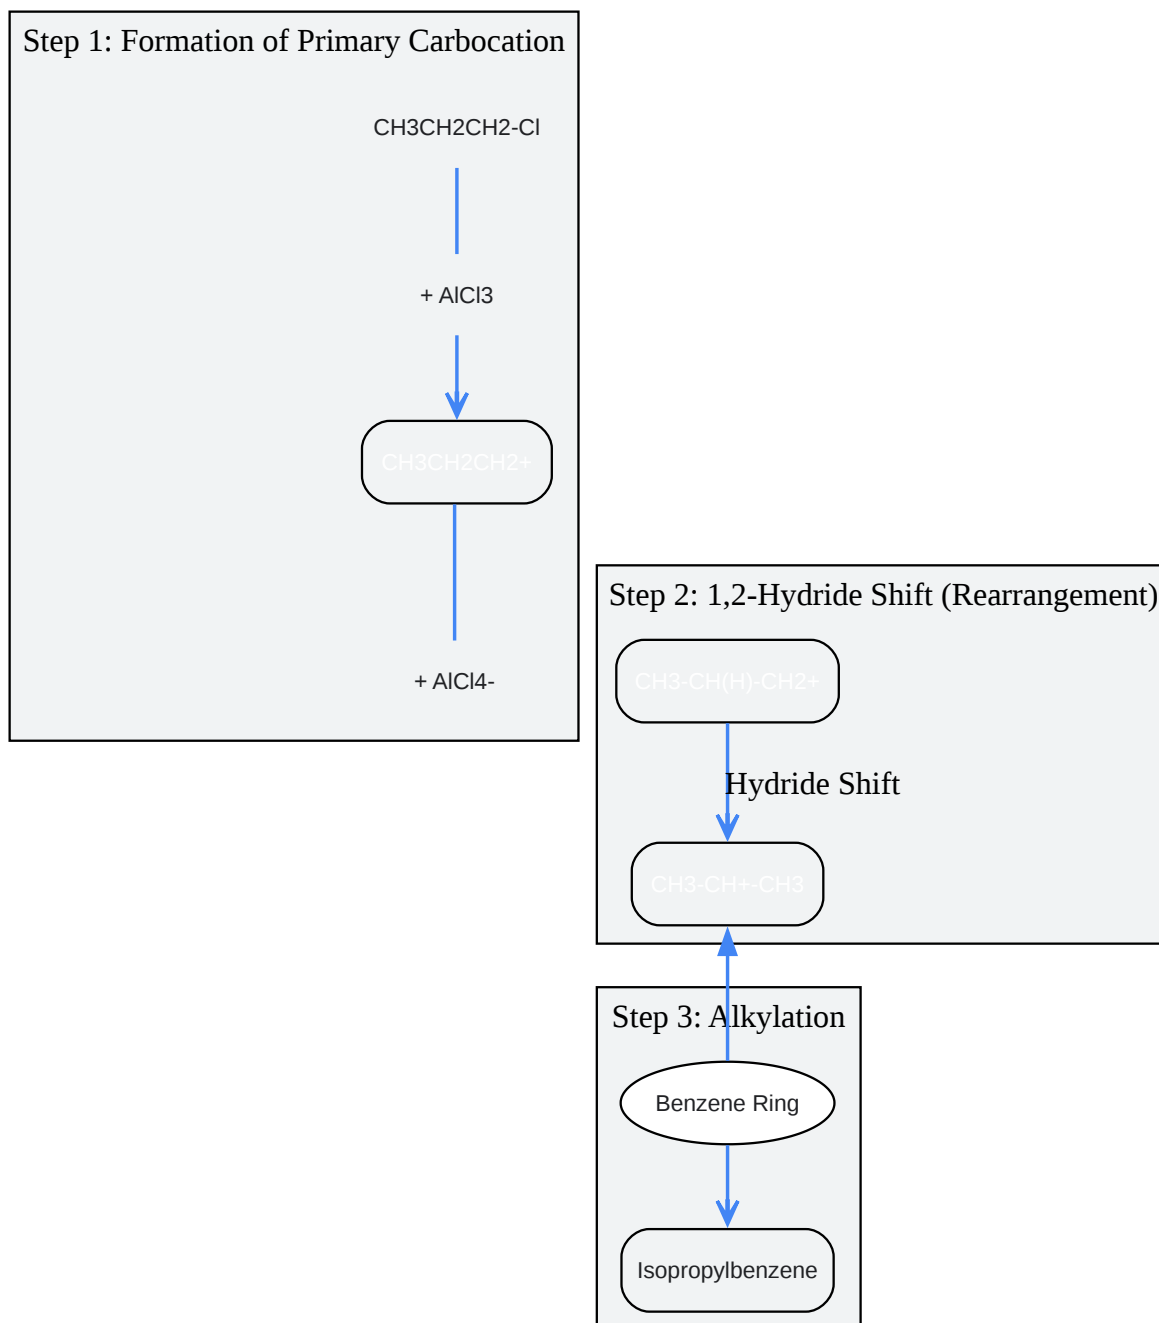 Step 1: Formation of Primary Carbocation
CH3CH2CH2-Cl
+ AlCl3
CH3CH2CH2+
+ AlCl4-
Step 2: 1,2-Hydride Shift (Rearrangement)
CH3-CH(H)-CH2+
Hydride Shift
CH3-CH+-CH3
Step 3: Alkylation
Benzene Ring
Isopropylbenzene